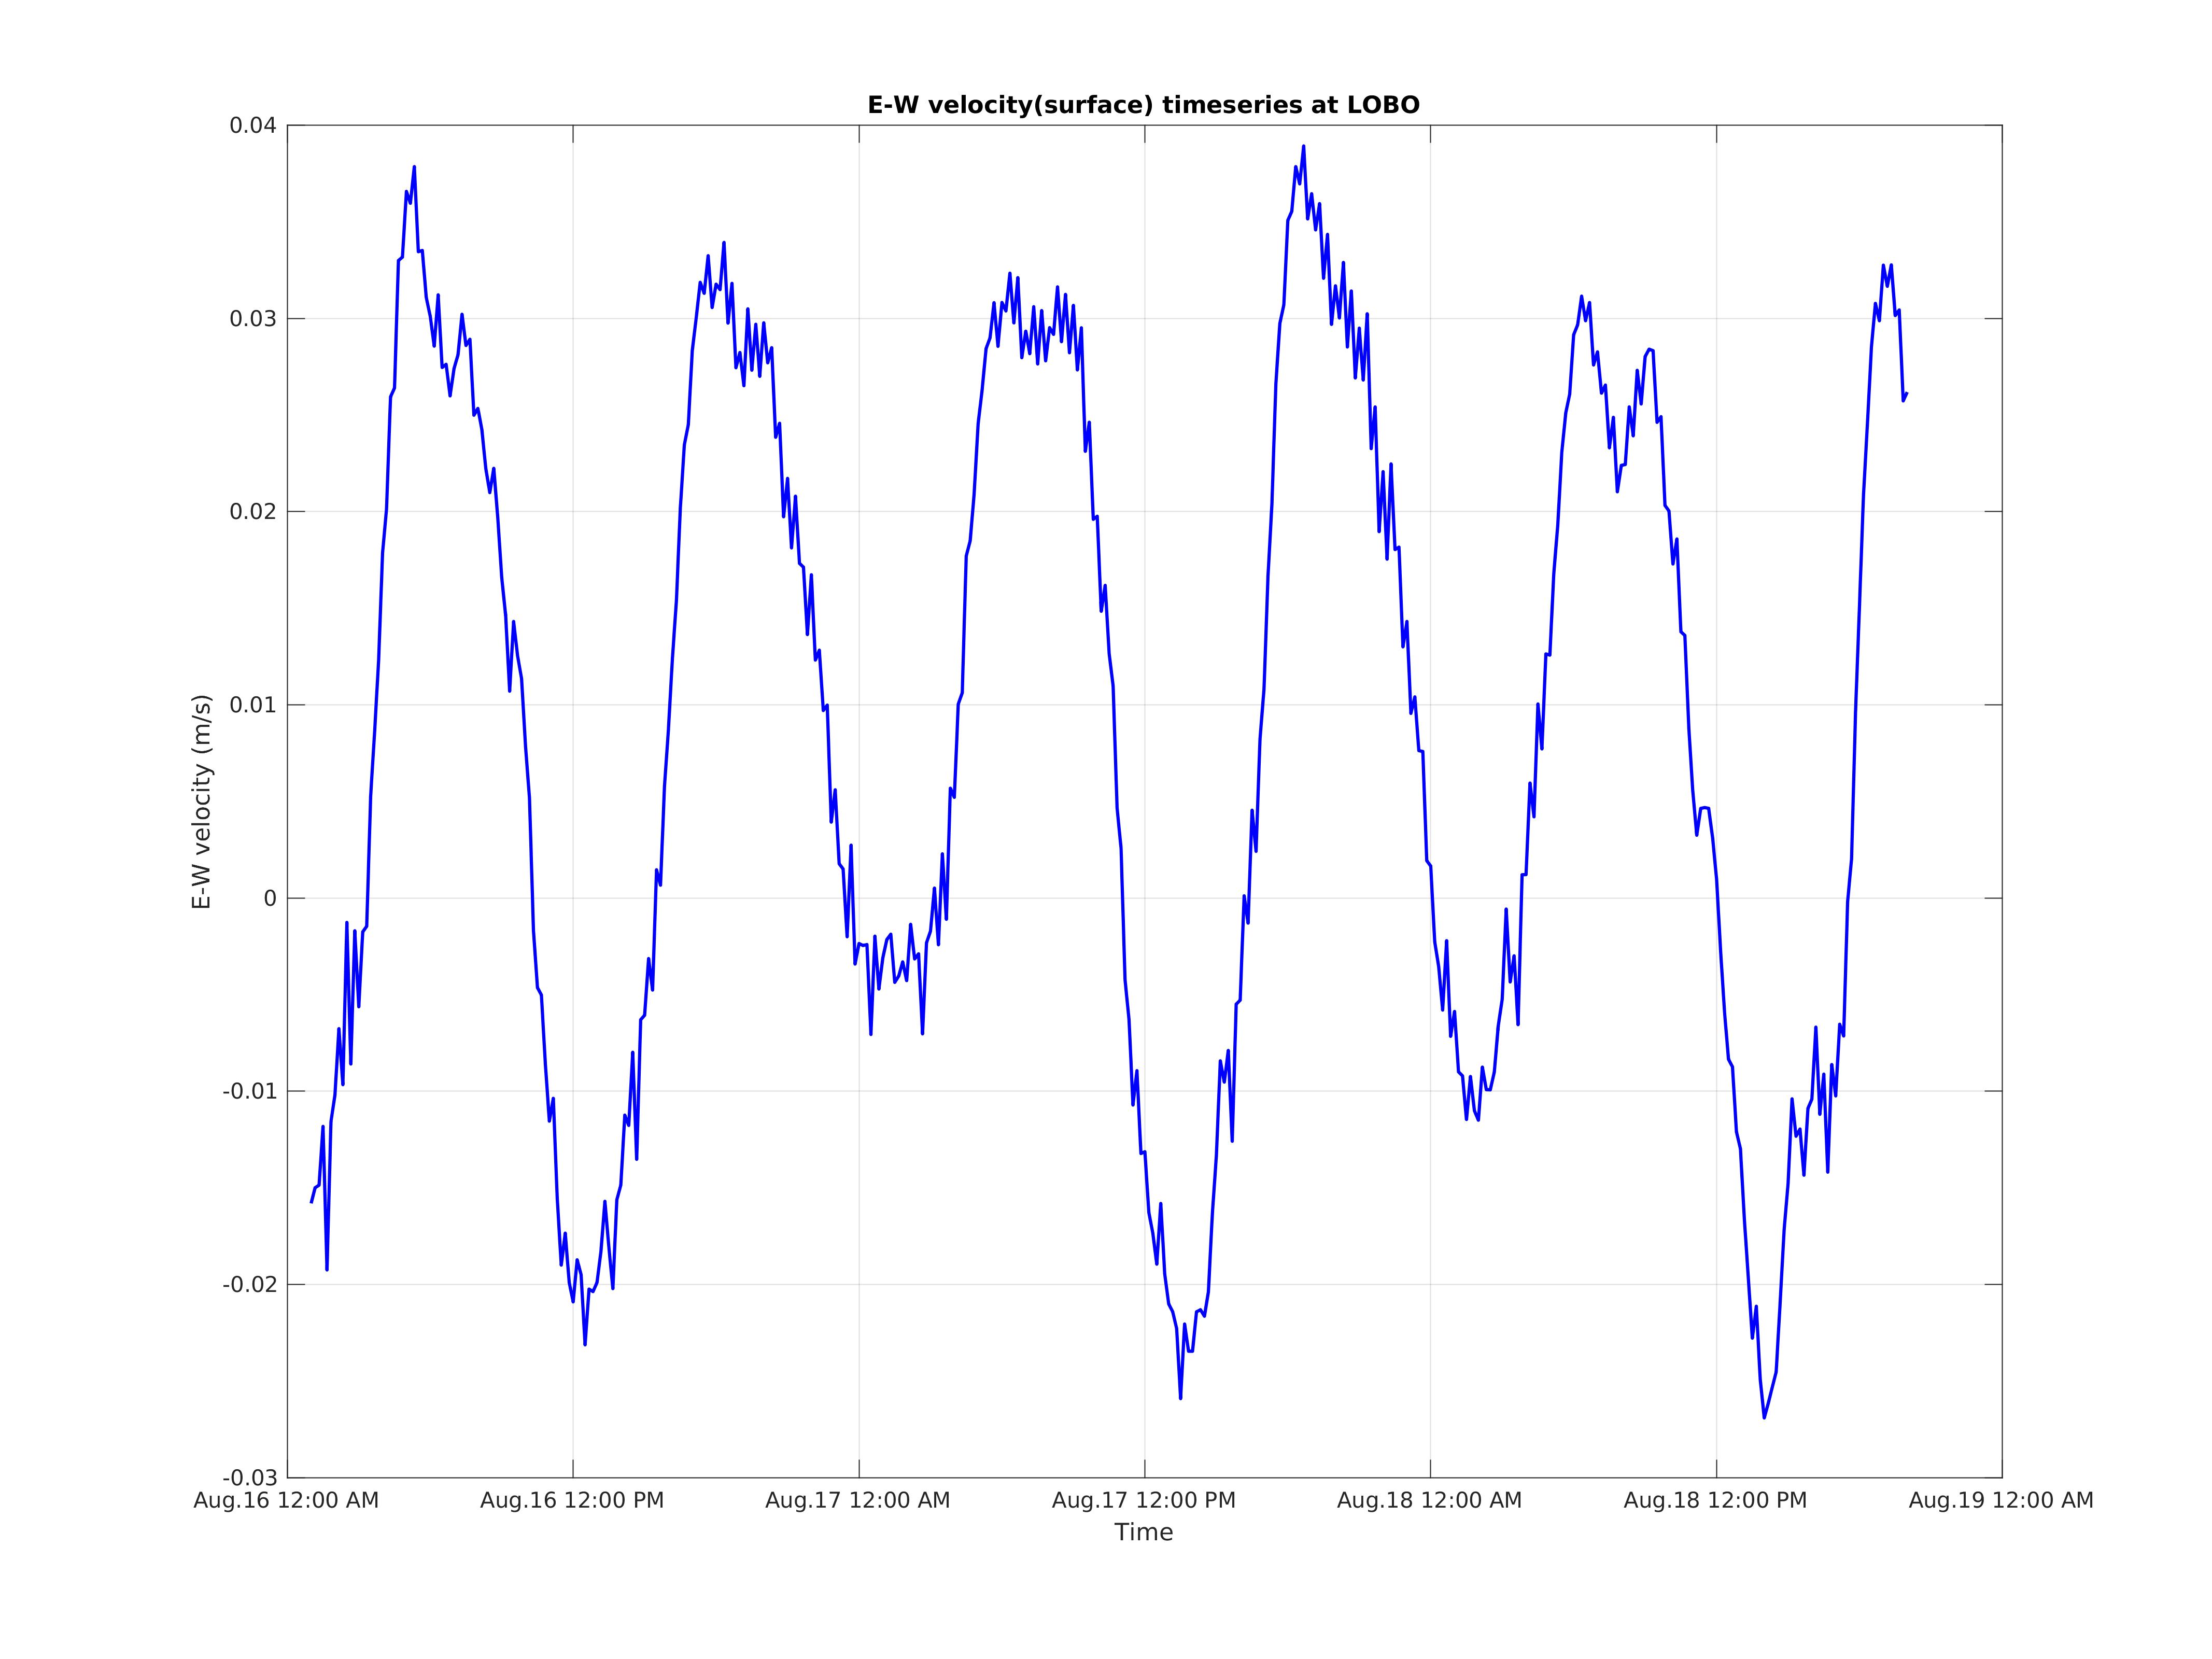 E-W velocity(surface) timeseries at LOBO
0.04
0.03
0.02
0.01
0
-0.01
-0.02
-0.03
E-W velocity (m/s)
Aug.16 12:00 AM Aug.16 12:00 PM Aug.17 12:00 AM Aug.17 12:00 PM Aug.18 12:00 AM Aug.18 12:00 PM Aug.19 12:00 AM
Time